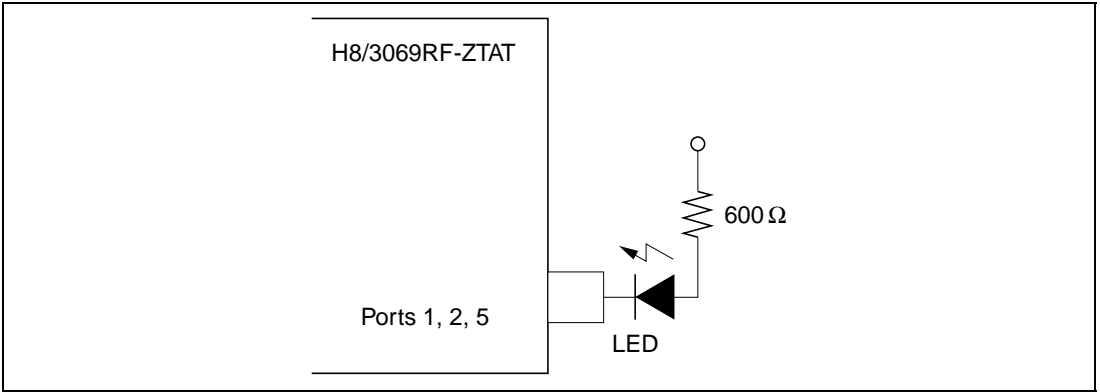 H8/3069RF-ZTAT
600 Ω
Ports 1, 2, 5
LED